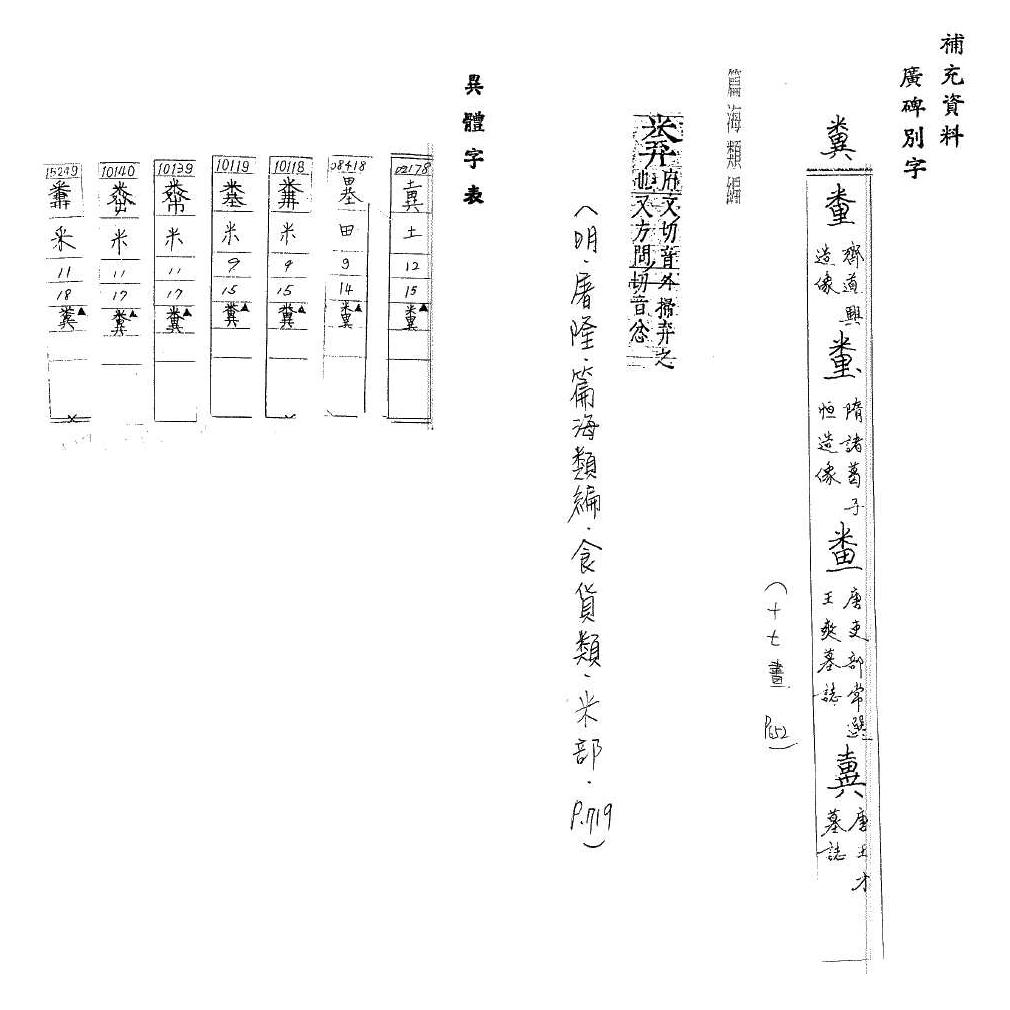 補充資料
廣碑別字
糞
齊道興造像
隋諸葛子恒造像
唐吏部常選王爽墓誌
唐王才墓誌
(十七畫 P652)
篇海類編
府文切音分掃弃之
也又方問切音忿
(明·屠隆·篇海類編·食貨類·米部·P.719)
異體字表
02178
土
12
15
糞▲
08418
田
9
14
糞▲
10118
米
9
15
糞▲
10119
米
9
15
糞▲
10139
米
11
17
糞▲
10140
米
11
17
糞▲
15249
釆
11
18
糞▲